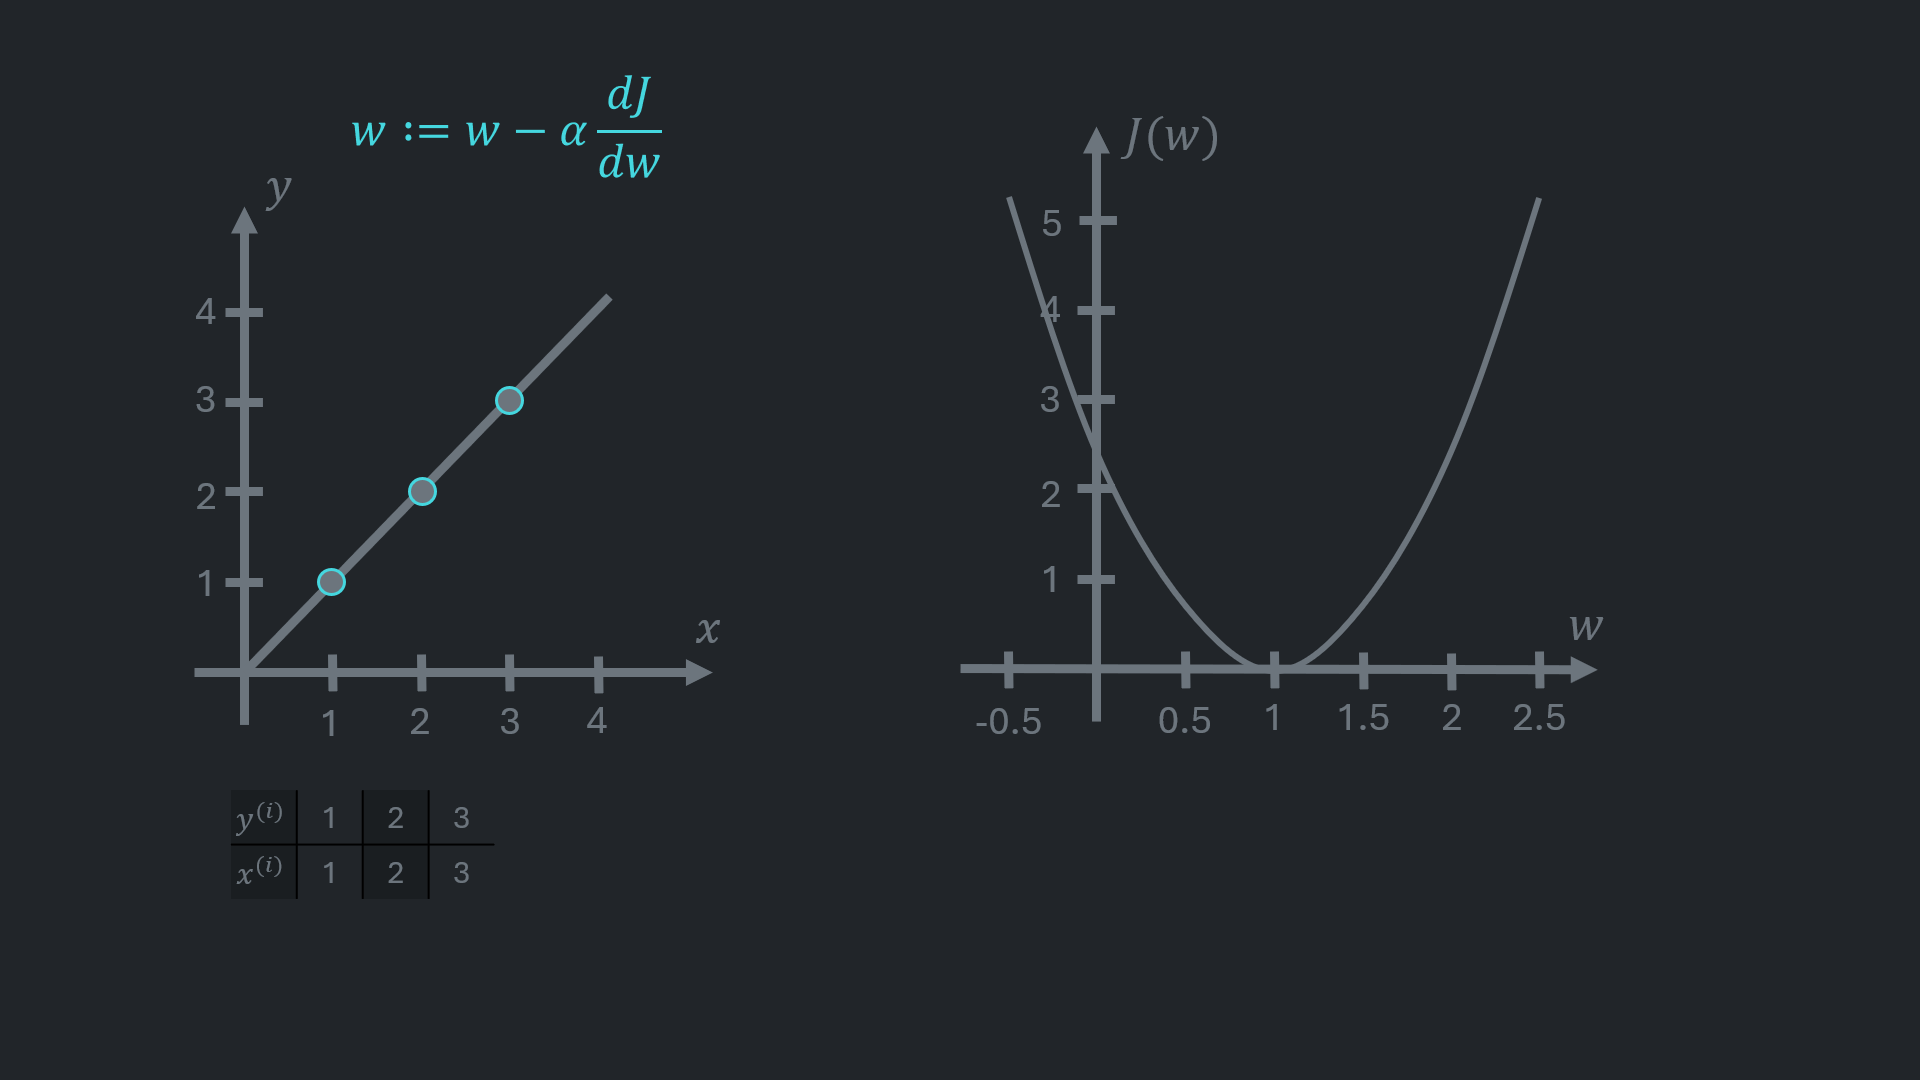 w := w − α dJ/dw
y
4
3
2
1
x
1 2 3 4
J(w)
5
4
3
2
1
w
-0.5 0.5 1 1.5 2 2.5
y⁽ⁱ⁾ 1 2 3
x⁽ⁱ⁾ 1 2 3